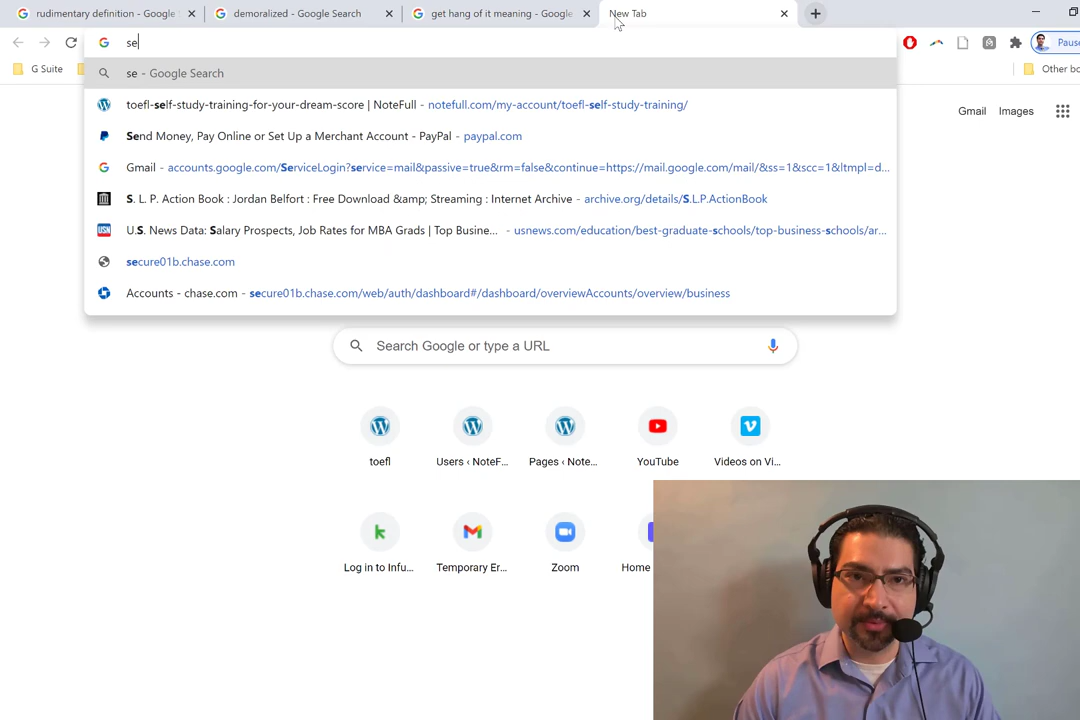 rudimentary definition - Google
demoralized - Google Search
get hang of it meaning - Google
New Tab
se
Pause
G Suite
Other bo
se - Google Search
toefl-self-study-training-for-your-dream-score | NoteFull - notefull.com/my-account/toefl-self-study-training/
Send Money, Pay Online or Set Up a Merchant Account - PayPal - paypal.com
Gmail - accounts.google.com/ServiceLogin?service=mail&passive=true&rm=false&continue=https://mail.google.com/mail/&ss=1&scc=1&ltmpl=d...
S. L. P. Action Book : Jordan Belfort : Free Download &amp; Streaming : Internet Archive - archive.org/details/S.L.P.ActionBook
USN U.S. News Data: Salary Prospects, Job Rates for MBA Grads | Top Busine... - usnews.com/education/best-graduate-schools/top-business-schools/ar...
secure01b.chase.com
Accounts - chase.com - secure01b.chase.com/web/auth/dashboard#/dashboard/overviewAccounts/overview/business
Gmail Images
Search Google or type a URL
toefl
Users ‹ NoteF...
Pages ‹ Note...
YouTube
Videos on Vi...
Log in to Infu...
Temporary Er...
Zoom
Home